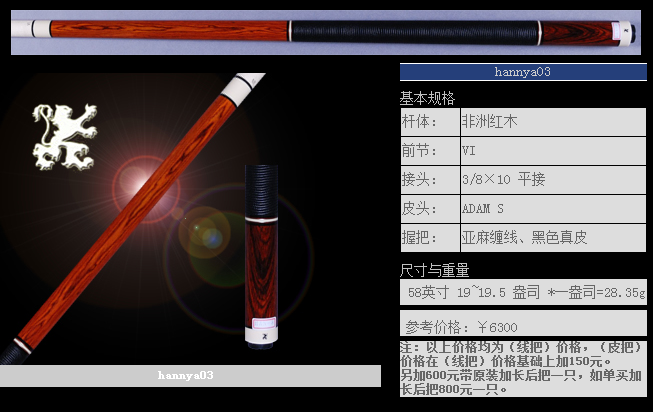 hannya03
基本规格
杆体： 非洲红木
前节： VI
接头： 3/8×10 平接
皮头： ADAM S
握把： 亚麻缠线、黑色真皮
尺寸与重量
58英寸 19~19.5 盎司 *一盎司=28.35g
参考价格：￥6300
注：以上价格均为（线把）价格，（皮把）
价格在（线把）价格基础上加150元。
另加600元带原装加长后把一只，如单买加
长后把800元一只。
hannya03